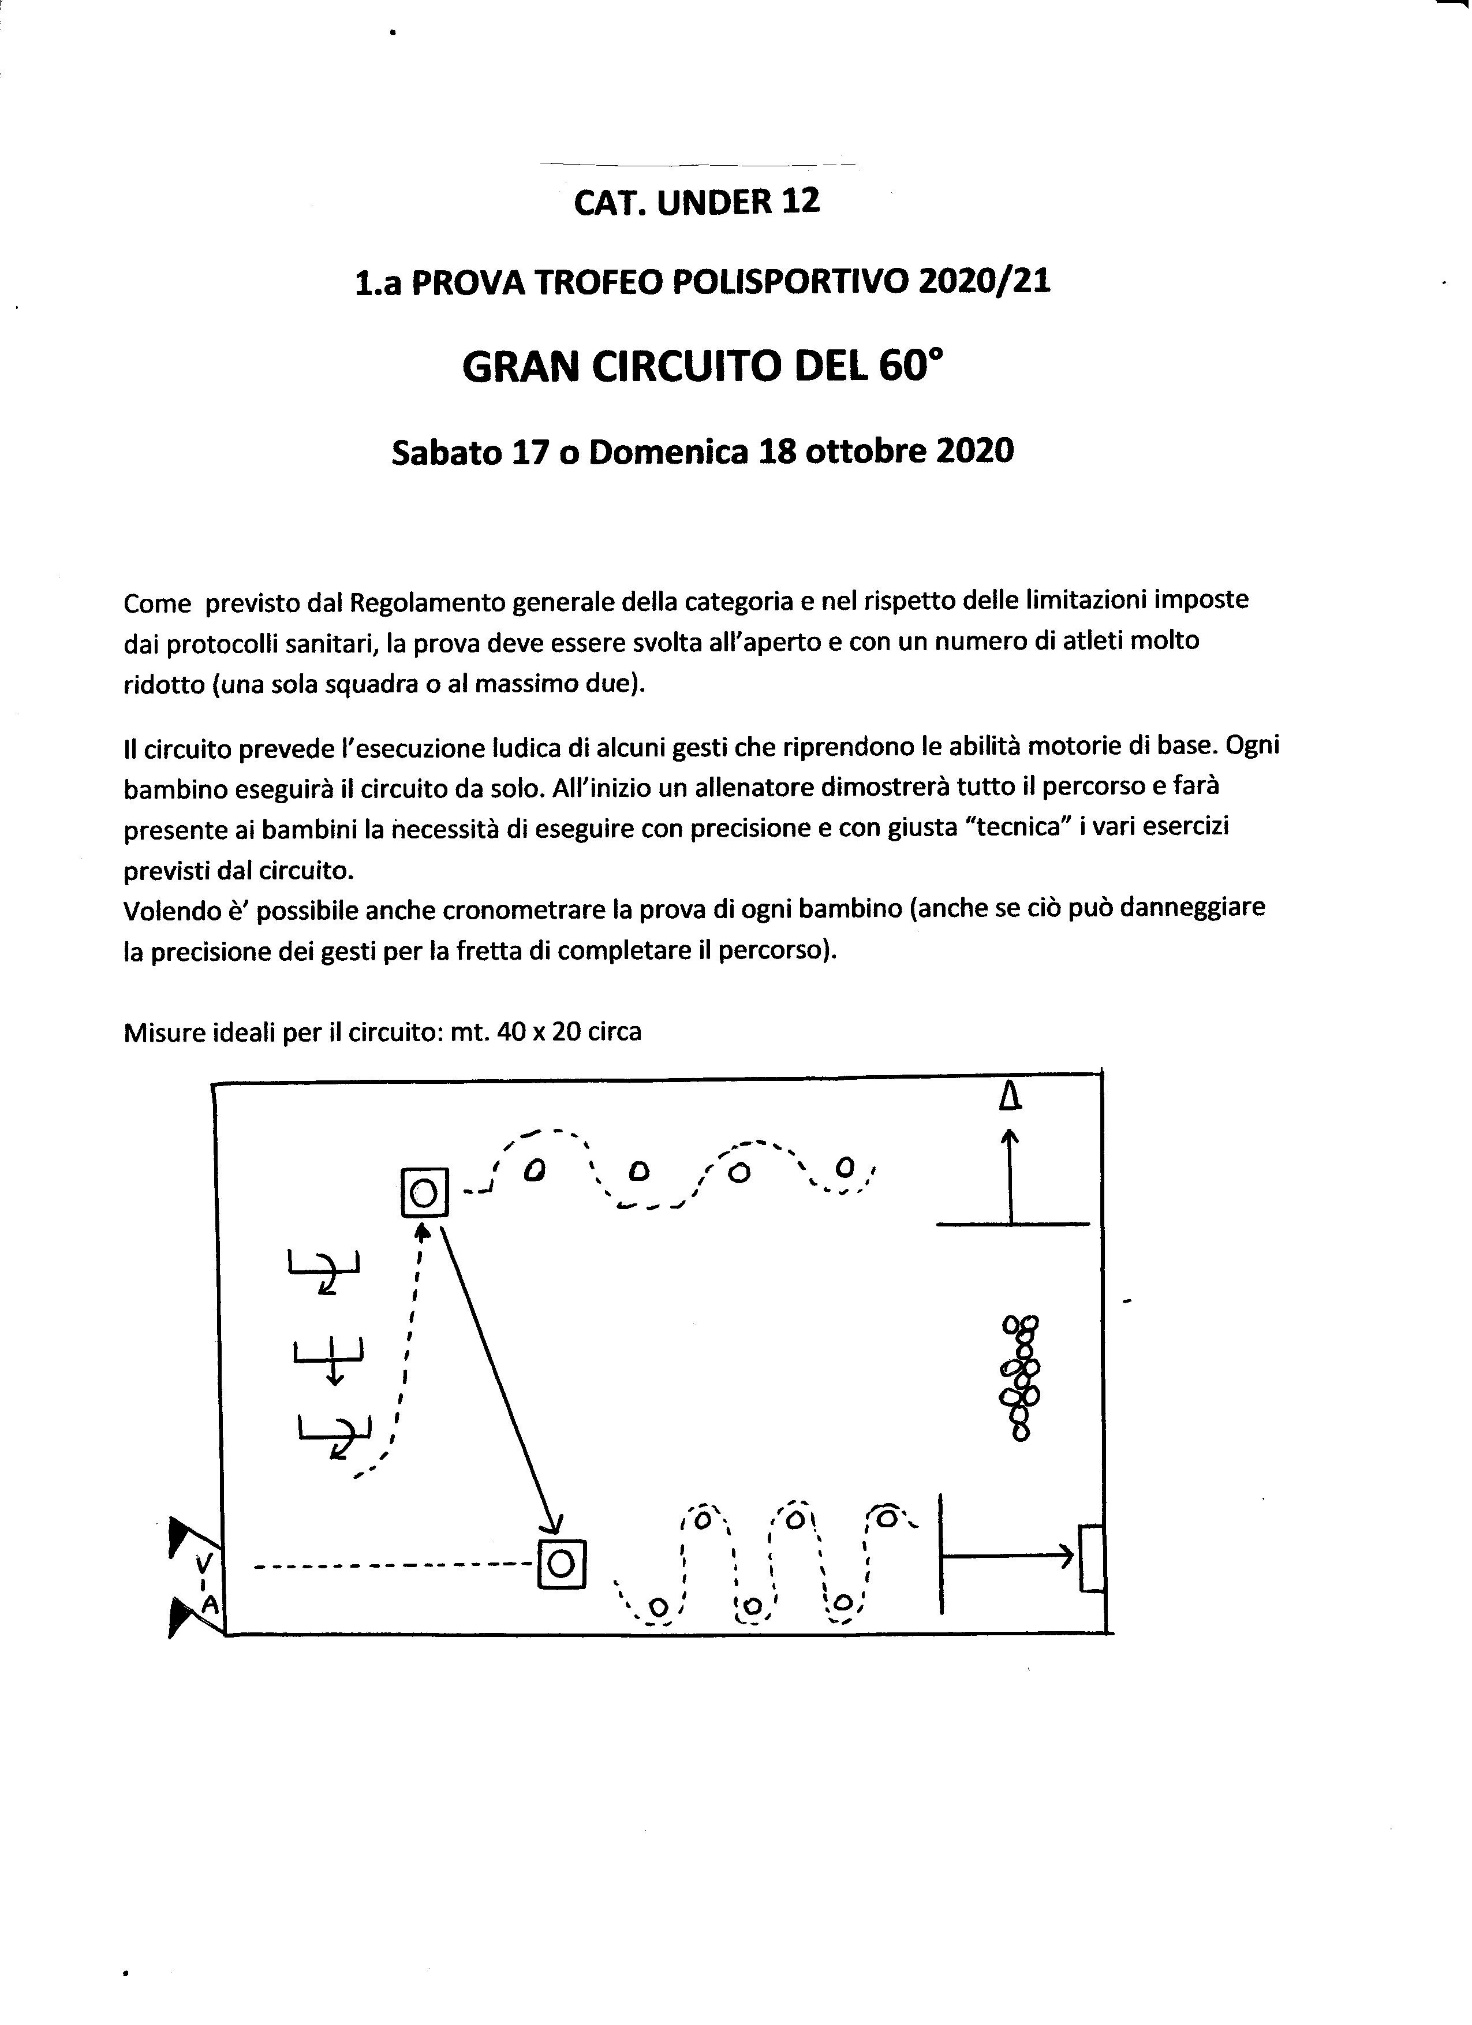 CAT. UNDER 12
1.a PROVA TROFEO POLISPORTIVO 2020/21
GRAN CIRCUITO DEL 60°
Sabato 17 o Domenica 18 ottobre 2020
Come previsto dal Regolamento generale della categoria e nel rispetto delle limitazioni imposte
dai protocolli sanitari, la prova deve essere svolta all'aperto e con un numero di atleti molto
ridotto (una sola squadra o al massimo due).
Il circuito prevede l'esecuzione ludica di alcuni gesti che riprendono le abilità motorie di base. Ogni
bambino eseguirà il circuito da solo. All'inizio un allenatore dimostrerà tutto il percorso e farà
presente ai bambini la necessità di eseguire con precisione e con giusta "tecnica" i vari esercizi
previsti dal circuito.
Volendo è' possibile anche cronometrare la prova di ogni bambino (anche se ciò può danneggiare
la precisione dei gesti per la fretta di completare il percorso).
Misure ideali per il circuito: mt. 40 x 20 circa
VIA